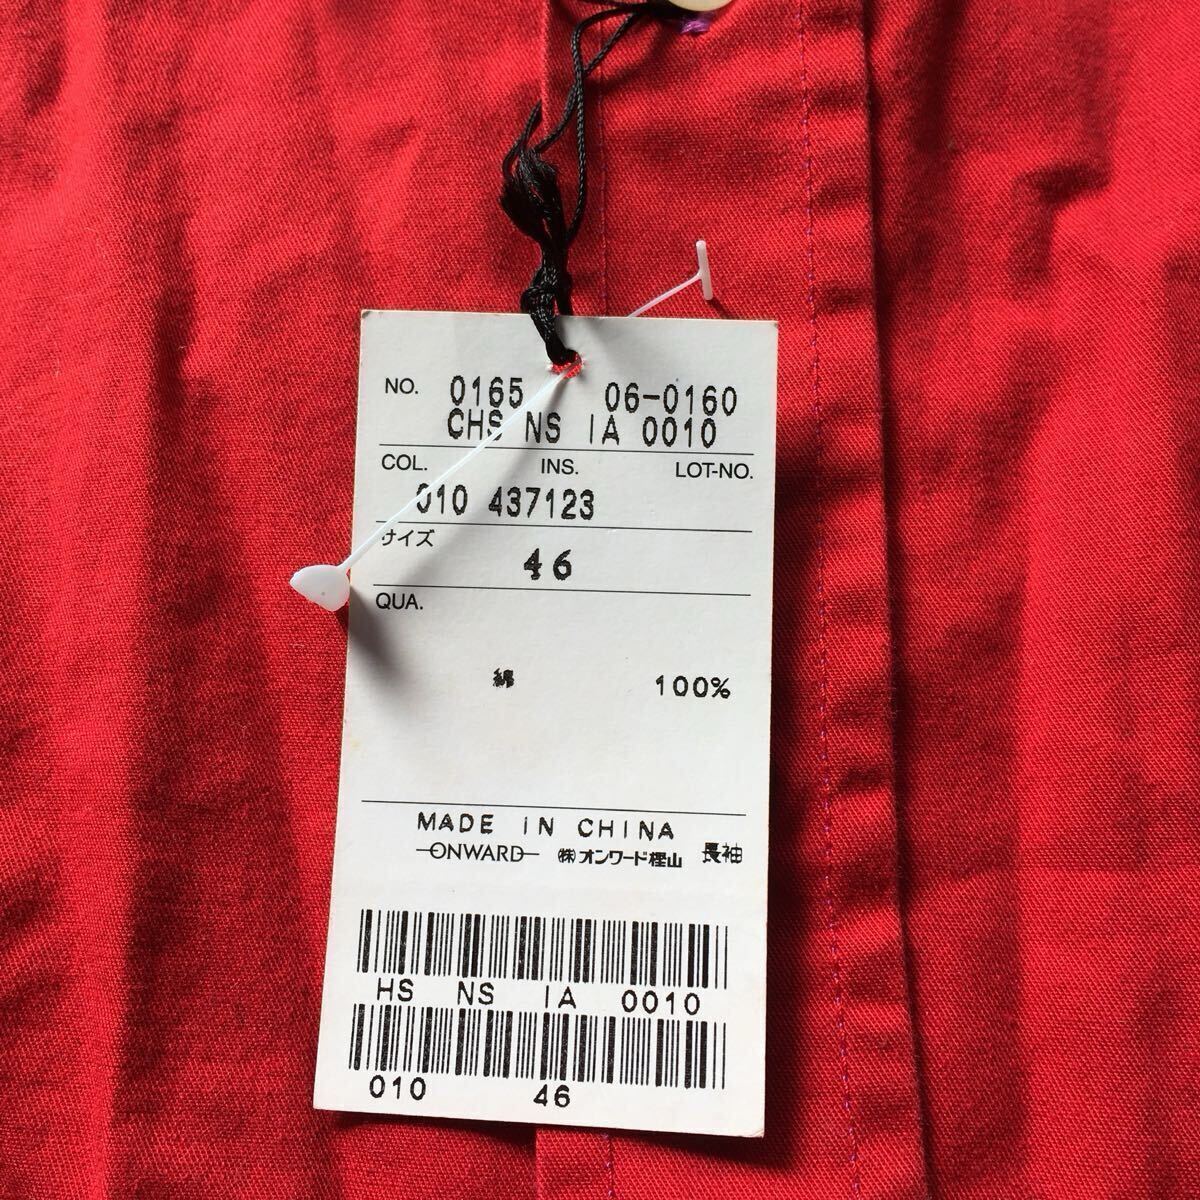 NO. 0165 06-0160
CHS NS IA 0010
COL. INS. LOT-NO.
010 437123
サイズ
46
QUA.
綿 100%
MADE IN CHINA
ONWARD ㈱オンワード樫山 長袖
HS NS IA 0010
010 46